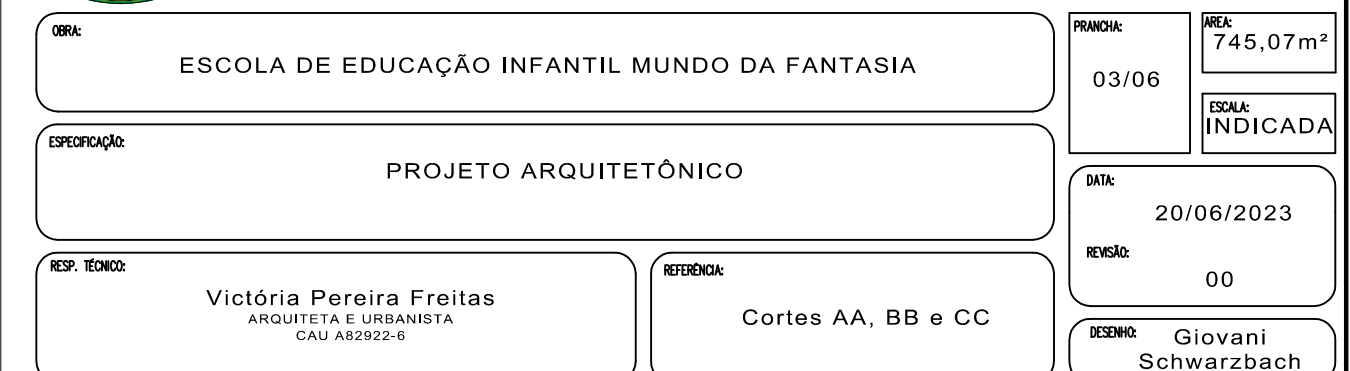 OBRA:
ESCOLA DE EDUCAÇÃO INFANTIL MUNDO DA FANTASIA
PRANCHA:
03/06
AREA:
745,07m²
ESCALA:
INDICADA
ESPECIFICAÇÃO:
PROJETO ARQUITETÔNICO
DATA:
20/06/2023
REVISÃO:
00
RESP. TÉCNICO:
Victória Pereira Freitas
ARQUITETA E URBANISTA
CAU A82922-6
REFERÊNCIA:
Cortes AA, BB e CC
DESENHO:
Giovani
Schwarzbach